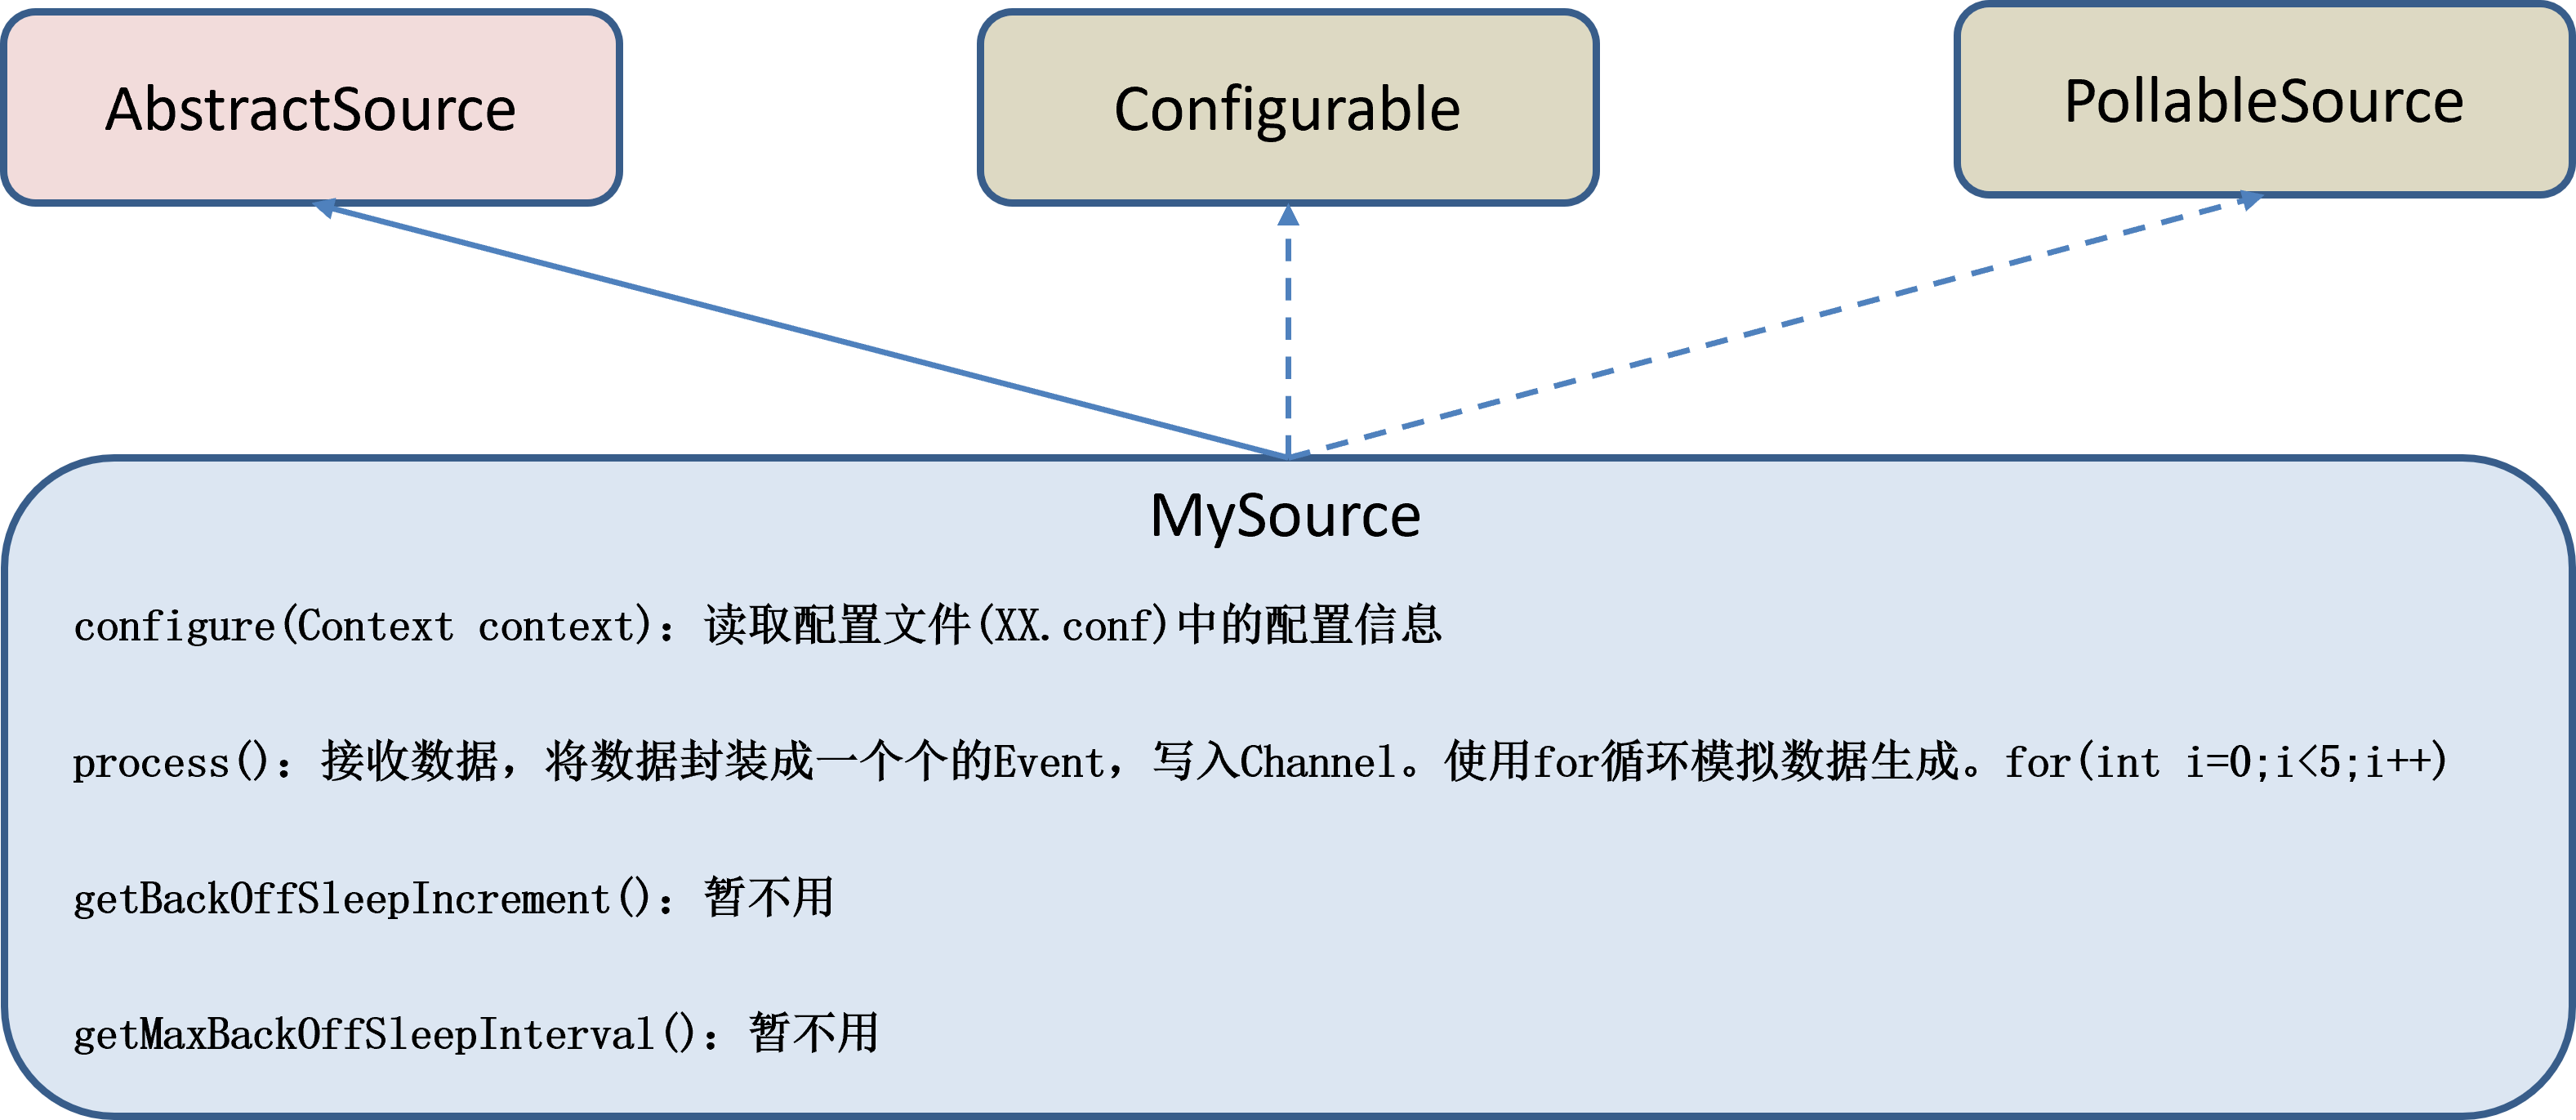 AbstractSource
Configurable
PollableSource
MySource
configure(Context context)：读取配置文件(XX.conf)中的配置信息
process()：接收数据，将数据封装成一个个的Event，写入Channel。使用for循环模拟数据生成。for(int i=0;i<5;i++)
getBackOffSleepIncrement()：暂不用
getMaxBackOffSleepInterval()：暂不用